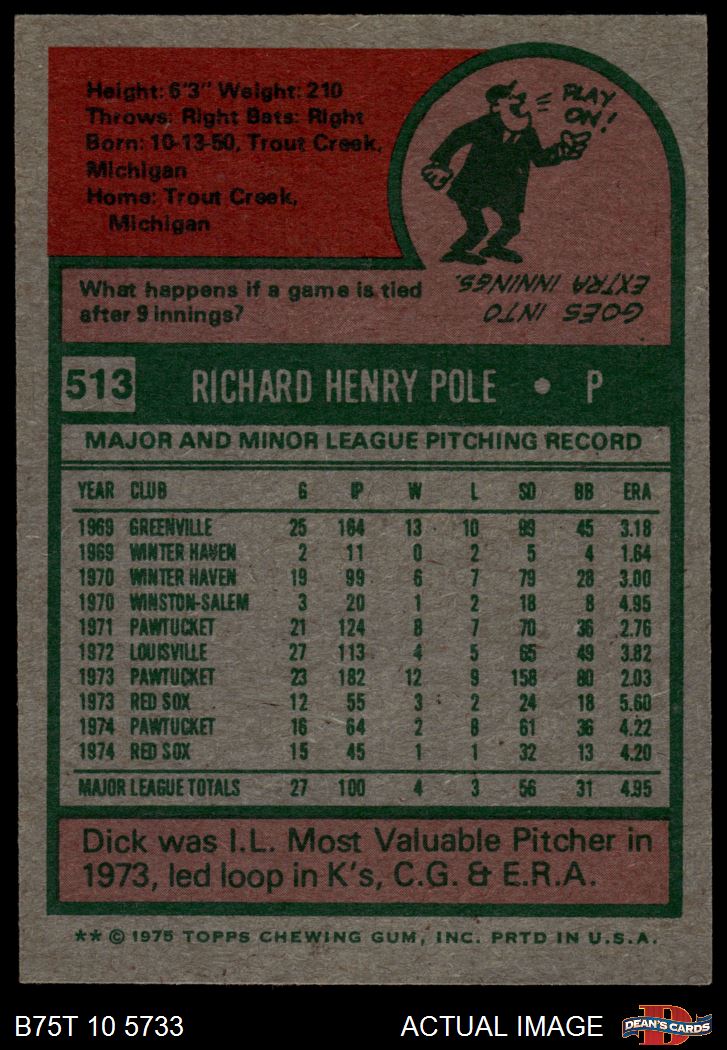 Height: 6'3" Weight: 210
Throws: Right Bats: Right
Born: 10-13-50, Trout Creek,
Michigan
Home: Trout Creek,
Michigan
PLAY
ON!
What happens if a game is tied
after 9 innings?
GOES INTO
EXTRA INNINGS.
513 RICHARD HENRY POLE • P
MAJOR AND MINOR LEAGUE PITCHING RECORD
YEAR CLUB G IP W L SO BB ERA
1969 GREENVILLE 25 164 13 10 99 45 3.18
1969 WINTER HAVEN 2 11 0 2 5 4 1.64
1970 WINTER HAVEN 19 99 6 7 79 28 3.00
1970 WINSTON-SALEM 3 20 1 2 18 8 4.95
1971 PAWTUCKET 21 124 8 7 70 36 2.76
1972 LOUISVILLE 27 113 4 5 65 49 3.82
1973 PAWTUCKET 23 182 12 9 158 80 2.03
1973 RED SOX 12 55 3 2 24 18 5.60
1974 PAWTUCKET 16 64 2 8 61 36 4.22
1974 RED SOX 15 45 1 1 32 13 4.20
MAJOR LEAGUE TOTALS 27 100 4 3 56 31 4.95
Dick was I.L. Most Valuable Pitcher in
1973, led loop in K's, C.G. & E.R.A.
** © 1975 TOPPS CHEWING GUM, INC. PRTD IN U.S.A.
B75T 10 5733 ACTUAL IMAGE D DEAN'S CARDS